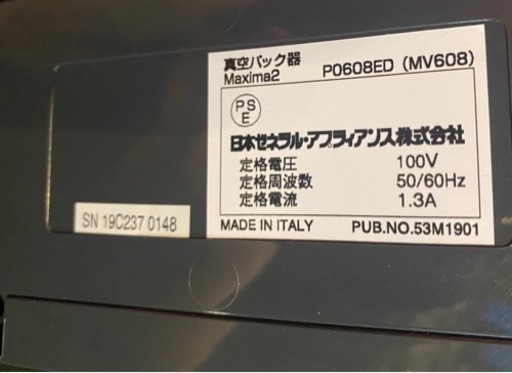 真空パック器
Maxima2 P0608ED (MV608)
PS
E
日本ゼネラル・アプライアンス株式会社
定格電圧 100V
定格周波数 50/60Hz
定格電流 1.3A
MADE IN ITALY PUB.NO.53M1901
SN 19C237 0148